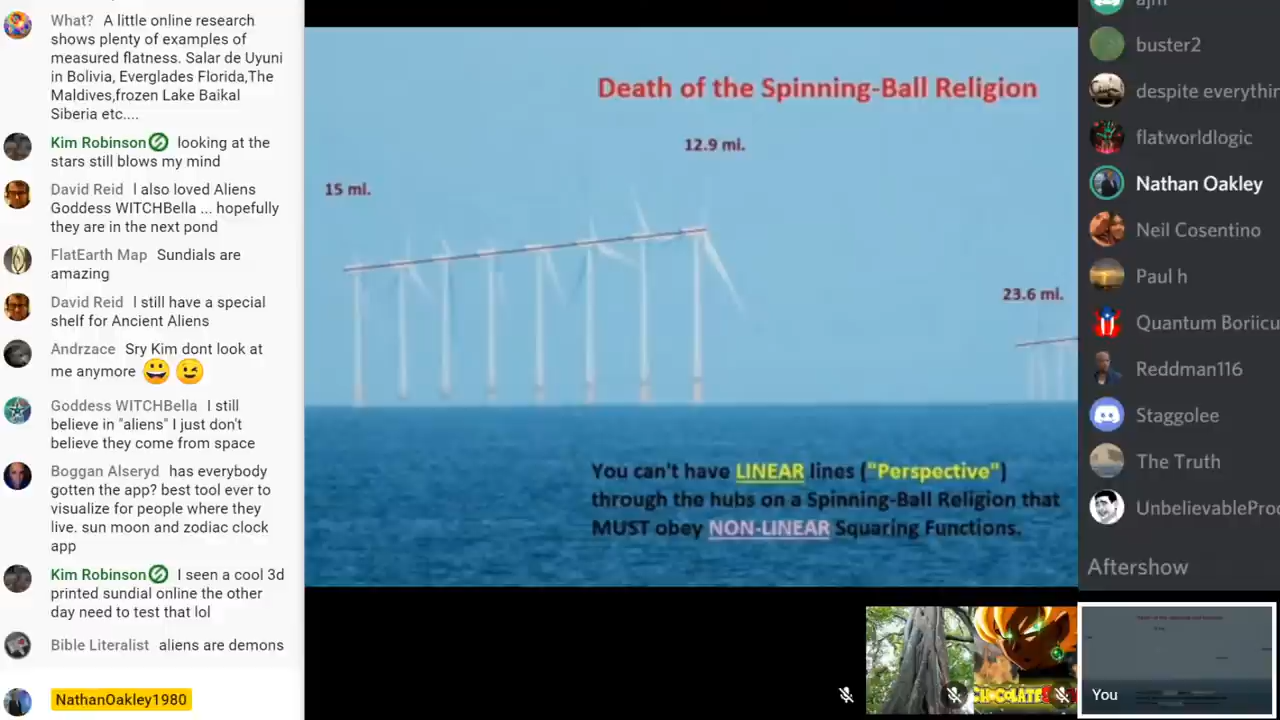 What? A little online research
shows plenty of examples of
measured flatness. Salar de Uyuni
in Bolivia, Everglades Florida,The
Maldives,frozen Lake Baikal
Siberia etc....
Kim Robinson looking at the
stars still blows my mind
David Reid I also loved Aliens
Goddess WITCHBella ... hopefully
they are in the next pond
FlatEarth Map Sundials are
amazing
David Reid I still have a special
shelf for Ancient Aliens
Andrzace Sry Kim dont look at
me anymore 😀 😉
Goddess WITCHBella I still
believe in "aliens" I just don't
believe they come from space
Boggan Alseryd has everybody
gotten the app? best tool ever to
visualize for people where they
live. sun moon and zodiac clock
app
Kim Robinson I seen a cool 3d
printed sundial online the other
day need to test that lol
Bible Literalist aliens are demons
NathanOakley1980
Death of the Spinning-Ball Religion
12.9 mi.
15 mi.
23.6 mi.
You can't have LINEAR lines ("Perspective")
through the hubs on a Spinning-Ball Religion that
MUST obey NON-LINEAR Squaring Functions.
You
ajm
buster2
despite everythin
flatworldlogic
Nathan Oakley
Neil Cosentino
Paul h
Quantum Boriicu
Reddman116
Staggolee
The Truth
UnbelievablePro
Aftershow